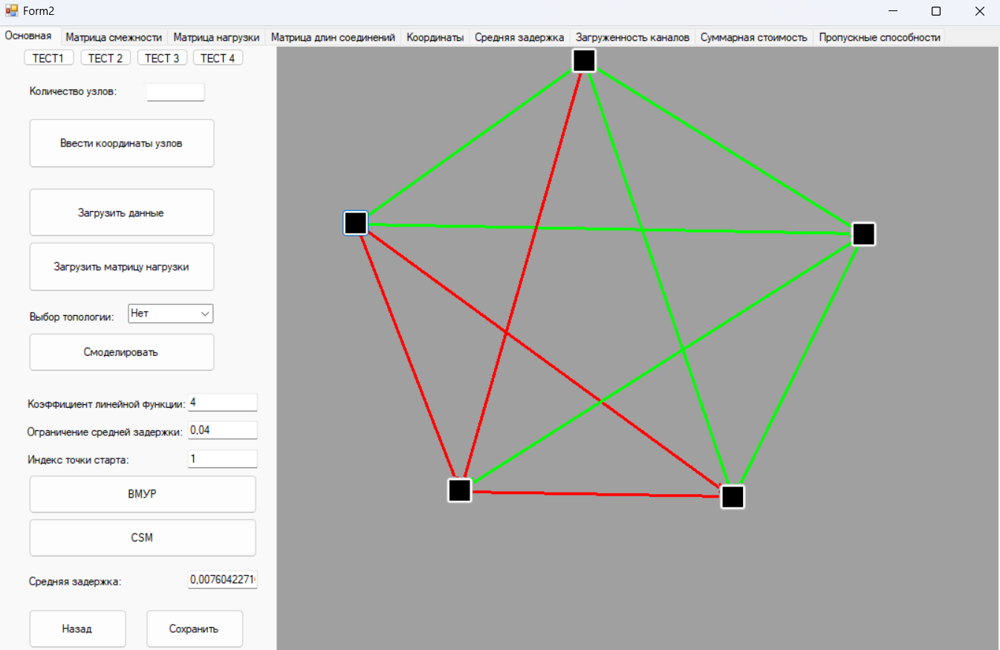 Form2
Основная Матрица смежности Матрица нагрузки Матрица длин соединений Координаты Средняя задержка Загруженность каналов Суммарная стоимость Пропускные способности
ТЕСТ1 ТЕСТ 2 ТЕСТ 3 ТЕСТ 4
Количество узлов:
Ввести координаты узлов
Загрузить данные
Загрузить матрицу нагрузки
Выбор топологии: Нет
Смоделировать
Коэффициент линейной функции: 4
Ограничение средней задержки: 0,04
Индекс точки старта: 1
ВМУР
CSM
Средняя задержка: 0,0076042271
Назад Сохранить